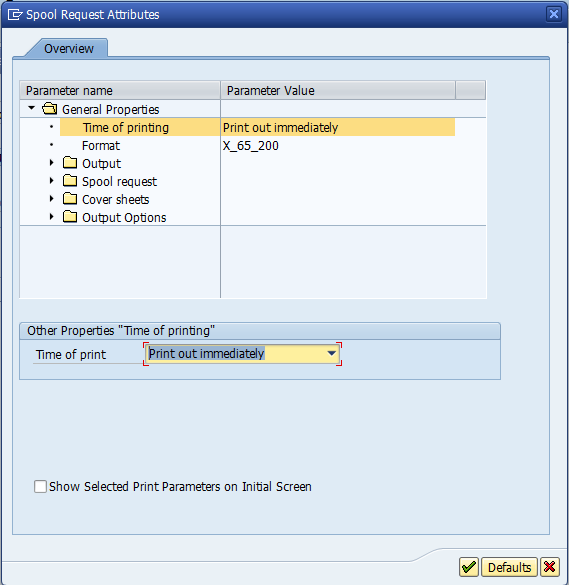 Spool Request Attributes
Overview
Parameter name Parameter Value
General Properties
Time of printing Print out immediately
Format X_65_200
Output
Spool request
Cover sheets
Output Options
Other Properties "Time of printing"
Time of print Print out immediately
Show Selected Print Parameters on Initial Screen
Defaults